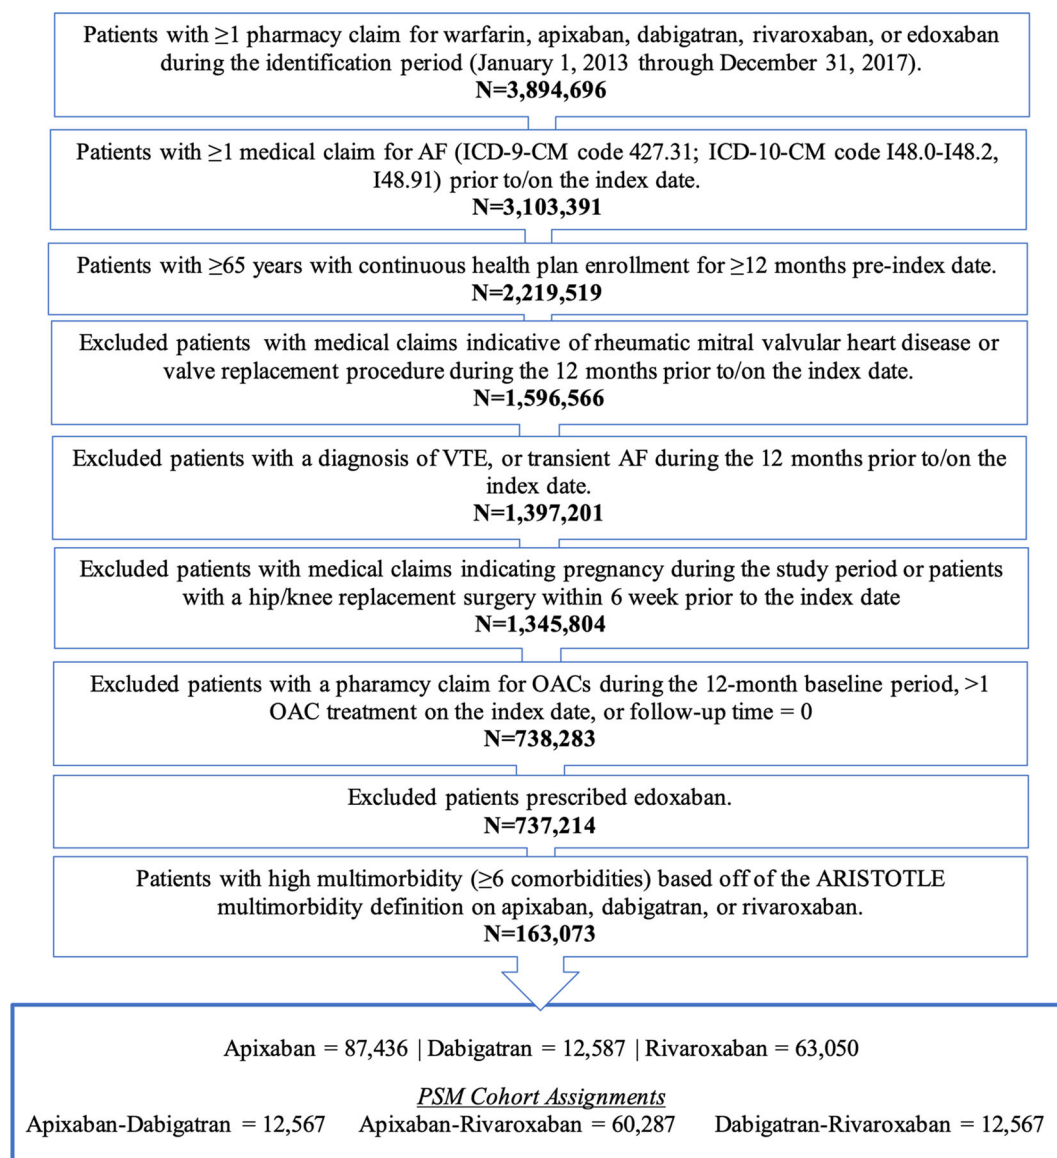 Patients with ≥1 pharmacy claim for warfarin, apixaban, dabigatran, rivaroxaban, or edoxaban
during the identification period (January 1, 2013 through December 31, 2017).
N=3,894,696
Patients with ≥1 medical claim for AF (ICD-9-CM code 427.31; ICD-10-CM code I48.0-I48.2,
I48.91) prior to/on the index date.
N=3,103,391
Patients with ≥65 years with continuous health plan enrollment for ≥12 months pre-index date.
N=2,219,519
Excluded patients with medical claims indicative of rheumatic mitral valvular heart disease or
valve replacement procedure during the 12 months prior to/on the index date.
N=1,596,566
Excluded patients with a diagnosis of VTE, or transient AF during the 12 months prior to/on the
index date.
N=1,397,201
Excluded patients with medical claims indicating pregnancy during the study period or patients
with a hip/knee replacement surgery within 6 week prior to the index date
N=1,345,804
Excluded patients with a pharamcy claim for OACs during the 12-month baseline period, >1
OAC treatment on the index date, or follow-up time = 0
N=738,283
Excluded patients prescribed edoxaban.
N=737,214
Patients with high multimorbidity (≥6 comorbidities) based off of the ARISTOTLE
multimorbidity definition on apixaban, dabigatran, or rivaroxaban.
N=163,073
Apixaban = 87,436 | Dabigatran = 12,587 | Rivaroxaban = 63,050
PSM Cohort Assignments
Apixaban-Dabigatran = 12,567 Apixaban-Rivaroxaban = 60,287 Dabigatran-Rivaroxaban = 12,567